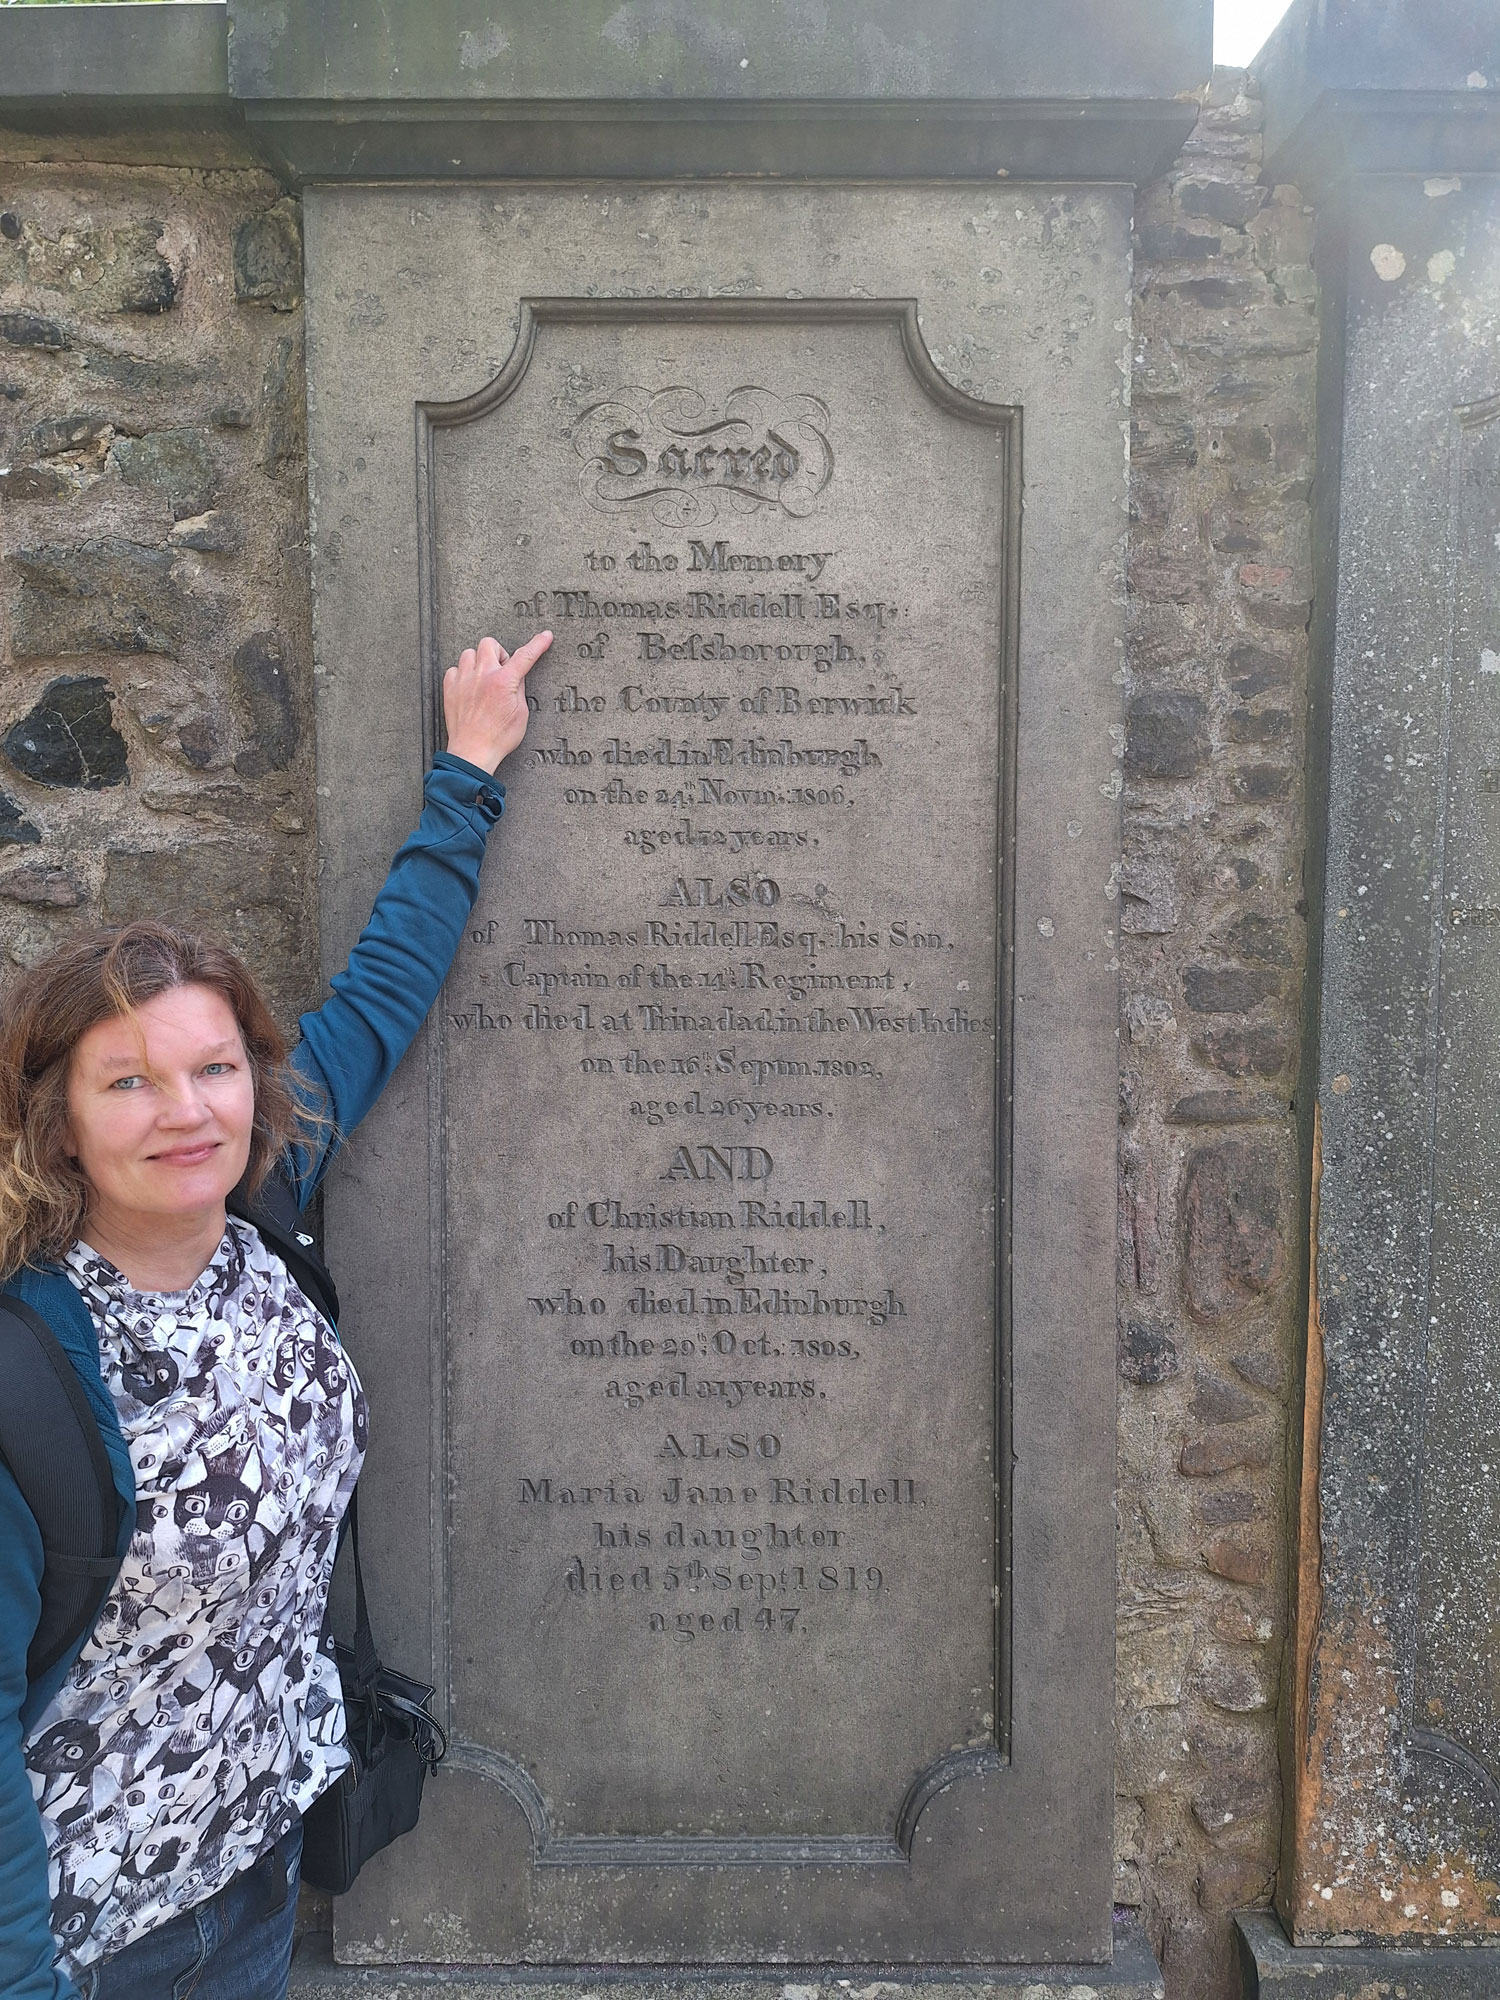 Sacred
to the Memory
of Thomas Riddell Esq.:
of Beſsborough,
n the County of Berwick
who died in Edinburgh
on the 24th Novm: 1806,
aged 72 years.
ALSO
of Thomas Riddell Esq.: his Son,
Captain of the 14th Regiment,
who died at Trinadad in the West Indies
on the 16th Septm. 1802,
aged 26 years.
AND
of Christian Riddell,
his Daughter,
who died in Edinburgh
on the 20th Oct.: 1808,
aged 31 years.
ALSO
Maria Jane Riddell,
his daughter
died 5th Sept. 1819
aged 47.